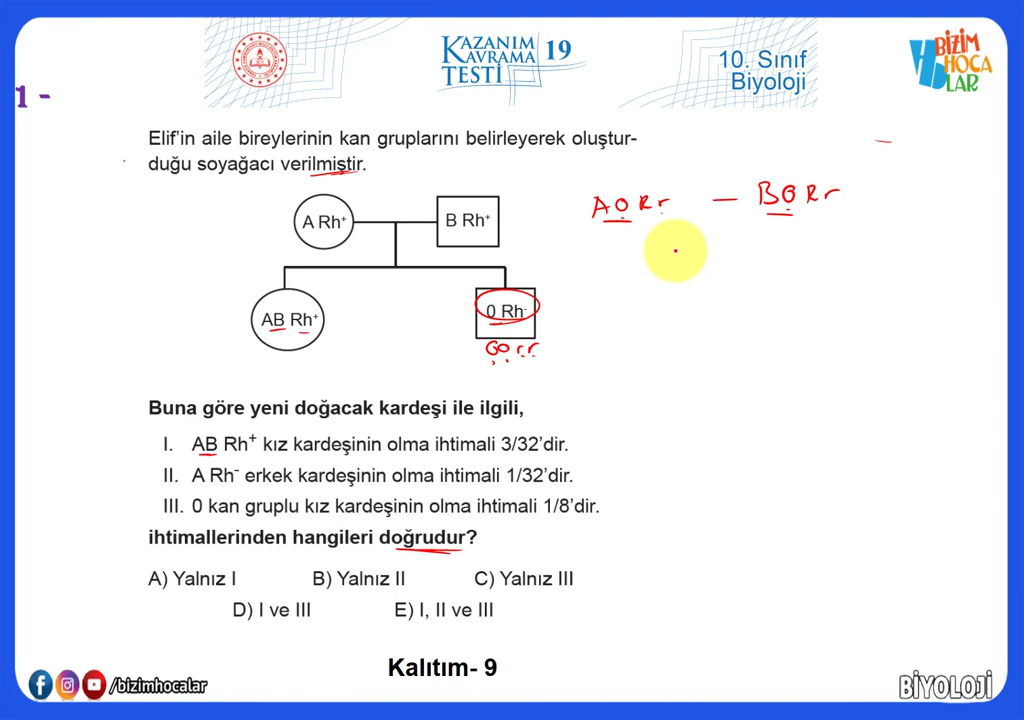 KAZANIM
KAVRAMA
TESTİ
19
10. Sınıf
Biyoloji
BİZİM
HOCA
LAR
1 -
Elif'in aile bireylerinin kan gruplarını belirleyerek oluştur-
duğu soyağacı verilmiştir.
A Rh+
B Rh+
A O R r — B O R r
AB Rh+
0 Rh-
OO r r
Buna göre yeni doğacak kardeşi ile ilgili,
I. AB Rh+ kız kardeşinin olma ihtimali 3/32'dir.
II. A Rh- erkek kardeşinin olma ihtimali 1/32'dir.
III. 0 kan gruplu kız kardeşinin olma ihtimali 1/8'dir.
ihtimallerinden hangileri doğrudur?
A) Yalnız I B) Yalnız II C) Yalnız III
D) I ve III E) I, II ve III
Kalıtım- 9
/bizimhocalar
BİYOLOJİ